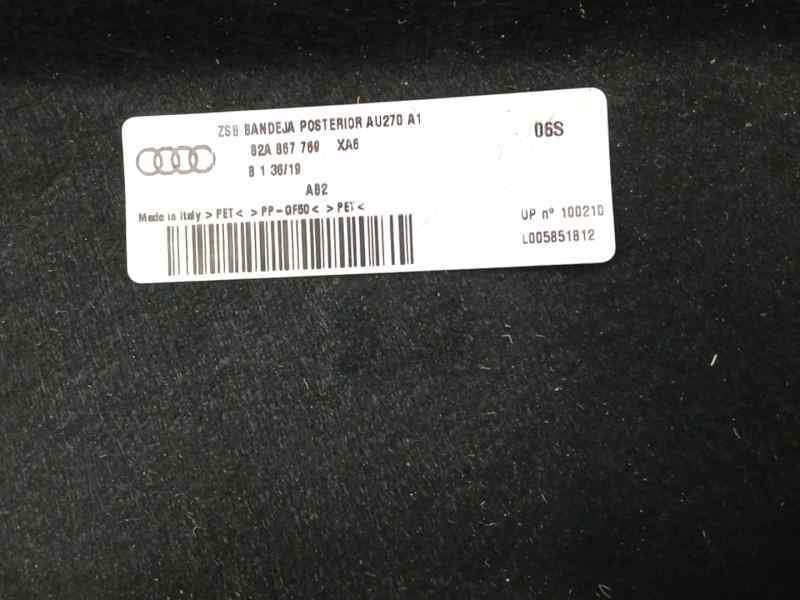 ZSB BANDEJA POSTERIOR AU270 A1
06S
82A 867 769 XA6
B 1 36/19
AB2
Made in italy >PET< >PP-GF50< >PET<
UP nº 100210
L005851812